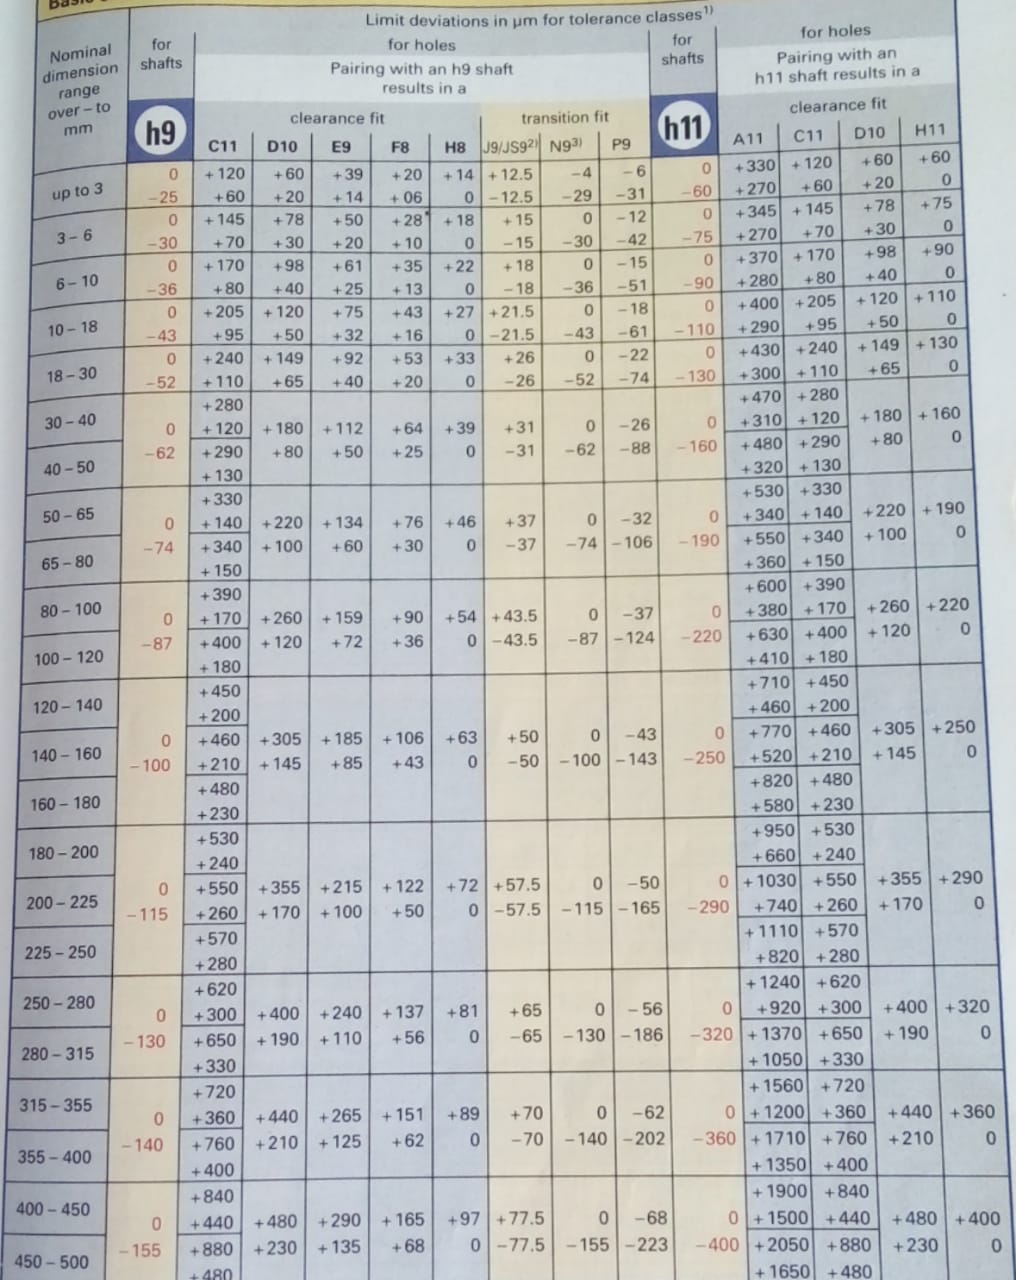 Limit deviations in µm for tolerance classes1)
Nominal dimension range over – to mm
for shafts
for holes
for shafts
for holes
Pairing with an h9 shaft results in a
Pairing with an h11 shaft results in a
h9
clearance fit
transition fit
h11
clearance fit
C11 D10 E9 F8 H8 J9/JS92) N93) P9
A11 C11 D10 H11
up to 3 0 +120 +60 +39 +20 +14 +12.5 –4 –6 0 +330 +120 +60 +60
–25 +60 +20 +14 +06 0 –12.5 –29 –31 –60 +270 +60 +20 0
3 – 6 0 +145 +78 +50 +28 +18 +15 0 –12 0 +345 +145 +78 +75
–30 +70 +30 +20 +10 0 –15 –30 –42 –75 +270 +70 +30 0
6 – 10 0 +170 +98 +61 +35 +22 +18 0 –15 0 +370 +170 +98 +90
–36 +80 +40 +25 +13 0 –18 –36 –51 –90 +280 +80 +40 0
10 – 18 0 +205 +120 +75 +43 +27 +21.5 0 –18 0 +400 +205 +120 +110
–43 +95 +50 +32 +16 0 –21.5 –43 –61 –110 +290 +95 +50 0
18 – 30 0 +240 +149 +92 +53 +33 +26 0 –22 0 +430 +240 +149 +130
–52 +110 +65 +40 +20 0 –26 –52 –74 –130 +300 +110 +65 0
+280 +470 +280
30 – 40 0 +120 +180 +112 +64 +39 +31 0 –26 0 +310 +120 +180 +160
–62 +290 +80 +50 +25 0 –31 –62 –88 –160 +480 +290 +80 0
40 – 50 +130 +320 +130
+330 +530 +330
50 – 65 0 +140 +220 +134 +76 +46 +37 0 –32 0 +340 +140 +220 +190
–74 +340 +100 +60 +30 0 –37 –74 –106 –190 +550 +340 +100 0
65 – 80 +150 +360 +150
+390 +600 +390
80 – 100 0 +170 +260 +159 +90 +54 +43.5 0 –37 0 +380 +170 +260 +220
–87 +400 +120 +72 +36 0 –43.5 –87 –124 –220 +630 +400 +120 0
100 – 120 +180 +410 +180
+450 +710 +450
120 – 140 +200 +460 +200
140 – 160 0 +460 +305 +185 +106 +63 +50 0 –43 0 +770 +460 +305 +250
–100 +210 +145 +85 +43 0 –50 –100 –143 –250 +520 +210 +145 0
+480 +820 +480
160 – 180 +230 +580 +230
+530 +950 +530
180 – 200 +240 +660 +240
200 – 225 0 +550 +355 +215 +122 +72 +57.5 0 –50 0 +1030 +550 +355 +290
–115 +260 +170 +100 +50 0 –57.5 –115 –165 –290 +740 +260 +170 0
+570 +1110 +570
225 – 250 +280 +820 +280
+620 +1240 +620
250 – 280 0 +300 +400 +240 +137 +81 +65 0 –56 0 +920 +300 +400 +320
–130 +650 +190 +110 +56 0 –65 –130 –186 –320 +1370 +650 +190 0
280 – 315 +330 +1050 +330
+720 +1560 +720
315 – 355 0 +360 +440 +265 +151 +89 +70 0 –62 0 +1200 +360 +440 +360
–140 +760 +210 +125 +62 0 –70 –140 –202 –360 +1710 +760 +210 0
355 – 400 +400 +1350 +400
+840 +1900 +840
400 – 450 0 +440 +480 +290 +165 +97 +77.5 0 –68 0 +1500 +440 +480 +400
–155 +880 +230 +135 +68 0 –77.5 –155 –223 –400 +2050 +880 +230 0
450 – 500 +480 +1650 +480